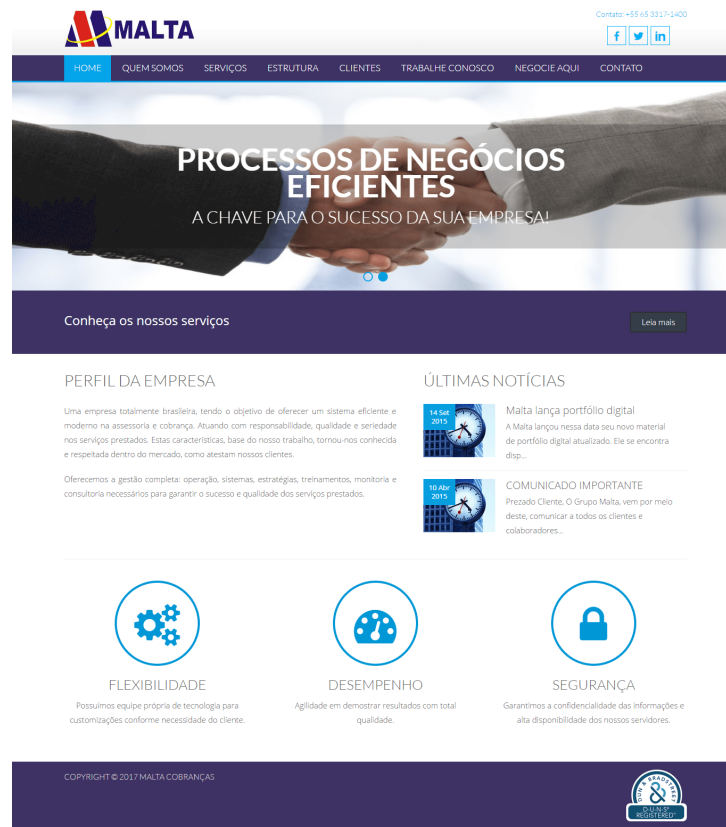 MALTA
Contato: +55 65 3317-1400
HOME QUEM SOMOS SERVIÇOS ESTRUTURA CLIENTES TRABALHE CONOSCO NEGOCIE AQUI CONTATO
PROCESSOS DE NEGÓCIOS
EFICIENTES
A CHAVE PARA O SUCESSO DA SUA EMPRESA!
Conheça os nossos serviços
Leia mais
PERFIL DA EMPRESA
Uma empresa totalmente brasileira, tendo o objetivo de oferecer um sistema eficiente e
moderno na assessoria e cobrança. Atuando com responsabilidade, qualidade e seriedade
nos serviços prestados. Estas características, base do nosso trabalho, tornou-nos conhecida
e respeitada dentro do mercado, como atestam nossos clientes.
Oferecemos a gestão completa: operação, sistemas, estratégias, treinamentos, monitoria e
consultoria necessários para garantir o sucesso e qualidade dos serviços prestados.
ÚLTIMAS NOTÍCIAS
14 Set
2015
Malta lança portfólio digital
A Malta lançou nessa data seu novo material
de portfólio digital atualizado. Ele se encontra
disp...
10 Abr
2015
COMUNICADO IMPORTANTE
Prezado Cliente, O Grupo Malta, vem por meio
deste, comunicar a todos os clientes e
colaboradores...
FLEXIBILIDADE
Possuímos equipe própria de tecnologia para
customizações conforme necessidade do cliente.
DESEMPENHO
Agilidade em demostrar resultados com total
qualidade.
SEGURANÇA
Garantimos a confidencialidade das informações e
alta disponibilidade dos nossos servidores.
COPYRIGHT © 2017 MALTA COBRANÇAS
DUN & BRADSTREET
D-U-N-S®
REGISTERED™